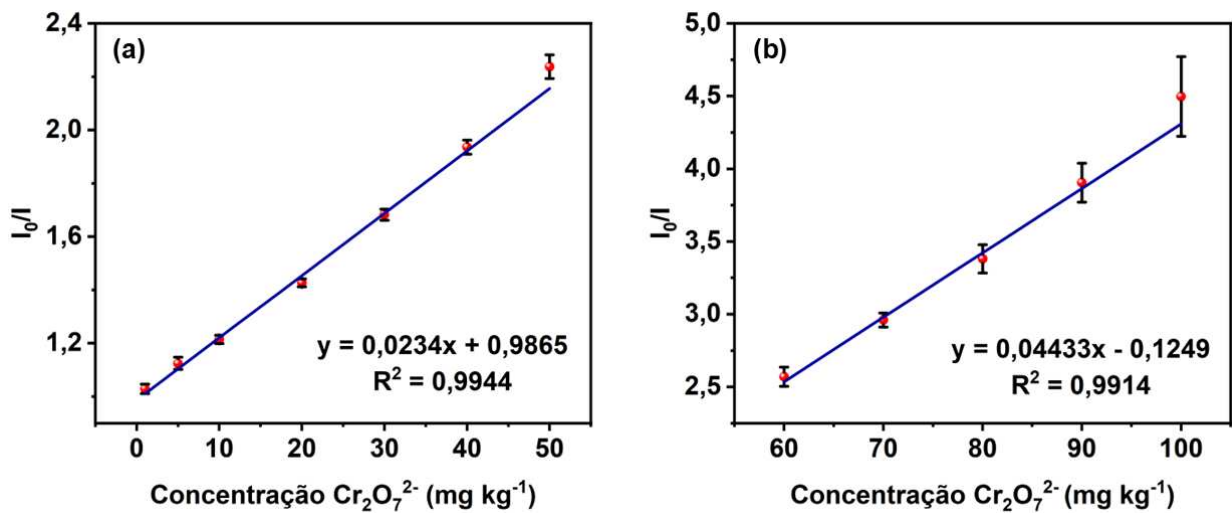 (a)
2,4
2,0
1,6
1,2
I₀/I
y = 0,0234x + 0,9865
R² = 0,9944
0 10 20 30 40 50
Concentração Cr₂O₇²⁻ (mg kg⁻¹)
(b)
5,0
4,5
4,0
3,5
3,0
2,5
I₀/I
y = 0,04433x - 0,1249
R² = 0,9914
60 70 80 90 100
Concentração Cr₂O₇²⁻ (mg kg⁻¹)